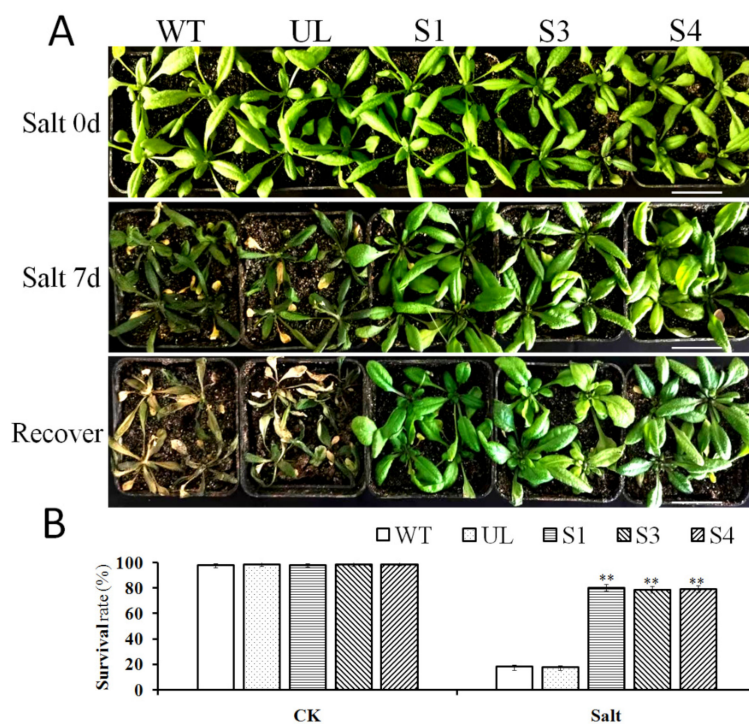 A
WT UL S1 S3 S4
Salt 0d
Salt 7d
Recover
B
WT UL S1 S3 S4
Survival rate (%)
100
80
60
40
20
0
** ** **
CK Salt